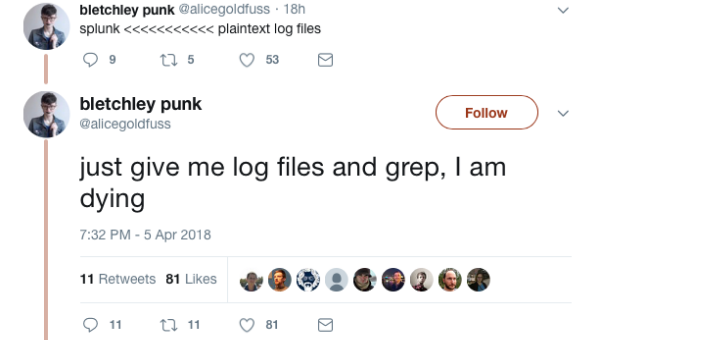 bletchley punk @alicegoldfuss · 18h
splunk <<<<<<<<<<< plaintext log files
9 5 53
bletchley punk
@alicegoldfuss
Follow
just give me log files and grep, I am
dying
7:32 PM - 5 Apr 2018
11 Retweets 81 Likes
11 11 81